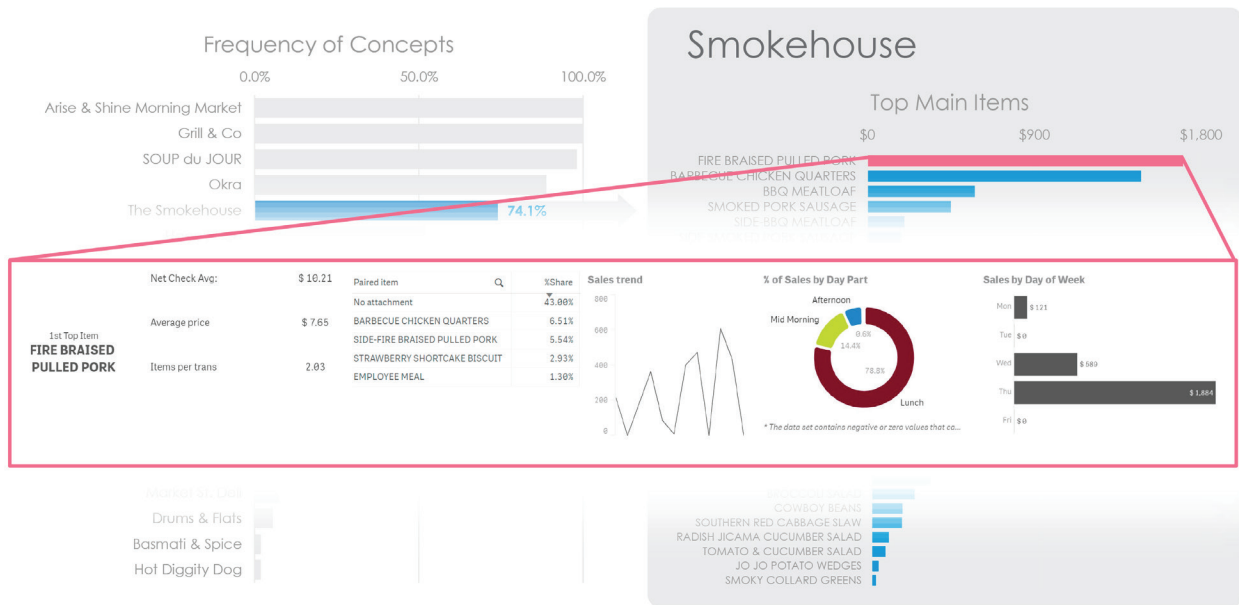 Frequency of Concepts
0.0% 50.0% 100.0%
Arise & Shine Morning Market
Grill & Co
SOUP du JOUR
Okra
The Smokehouse 74.1%
Smokehouse
Top Main Items
$0 $900 $1,800
FIRE BRAISED PULLED PORK
BARBECUE CHICKEN QUARTERS
BBQ MEATLOAF
SMOKED PORK SAUSAGE
SIDE-BBQ MEATLOAF
1st Top Item
FIRE BRAISED
PULLED PORK
Net Check Avg: $ 10.21
Average price $ 7.65
Items per trans 2.03
Paired item %Share
No attachment 43.00%
BARBECUE CHICKEN QUARTERS 6.51%
SIDE-FIRE BRAISED PULLED PORK 5.54%
STRAWBERRY SHORTCAKE BISCUIT 2.93%
EMPLOYEE MEAL 1.30%
Sales trend
800
600
400
200
0
% of Sales by Day Part
Afternoon
Mid Morning
0.6%
14.4%
78.8%
Lunch
* The data set contains negative or zero values that co...
Sales by Day of Week
Mon $ 121
Tue $ 0
Wed $ 589
Thu $ 1,884
Fri $ 0
Drums & Flats
Basmati & Spice
Hot Diggity Dog
BROCCOLI SALAD
COWBOY BEANS
SOUTHERN RED CABBAGE SLAW
RADISH JICAMA CUCUMBER SALAD
TOMATO & CUCUMBER SALAD
JO JO POTATO WEDGES
SMOKY COLLARD GREENS